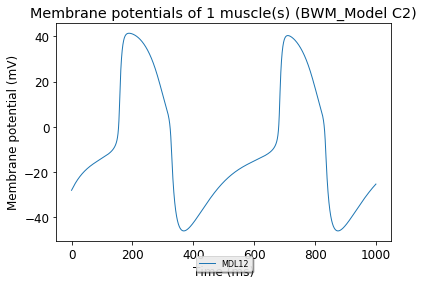 Membrane potentials of 1 muscle(s) (BWM_Model C2)
Membrane potential (mV)
40
20
0
−20
−40
0
200
400
600
800
1000
Time (ms)
MDL12